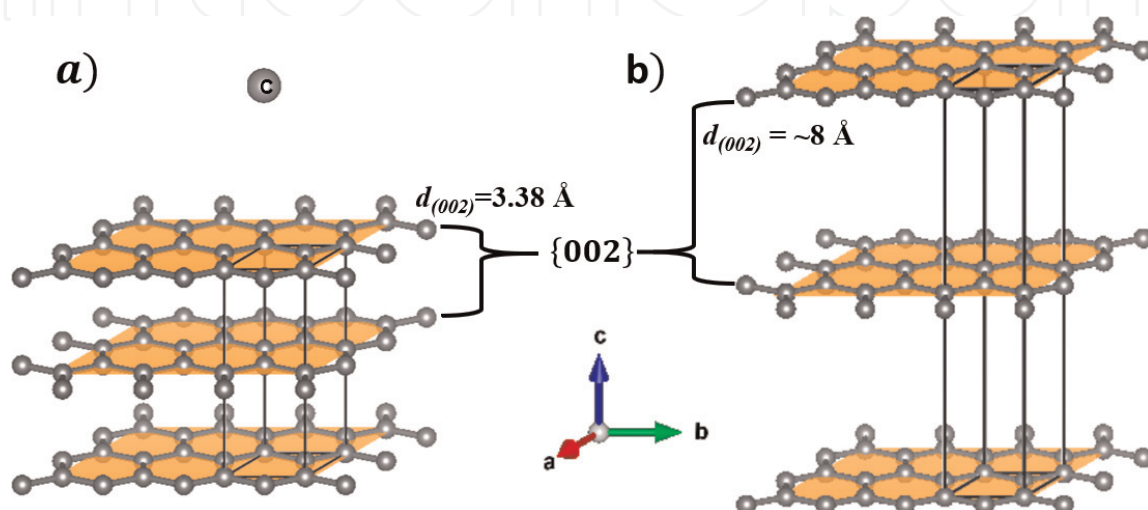 a)
b)
C
d(002) = ~8 Å
d(002)=3.38 Å
{002}
c
b
a